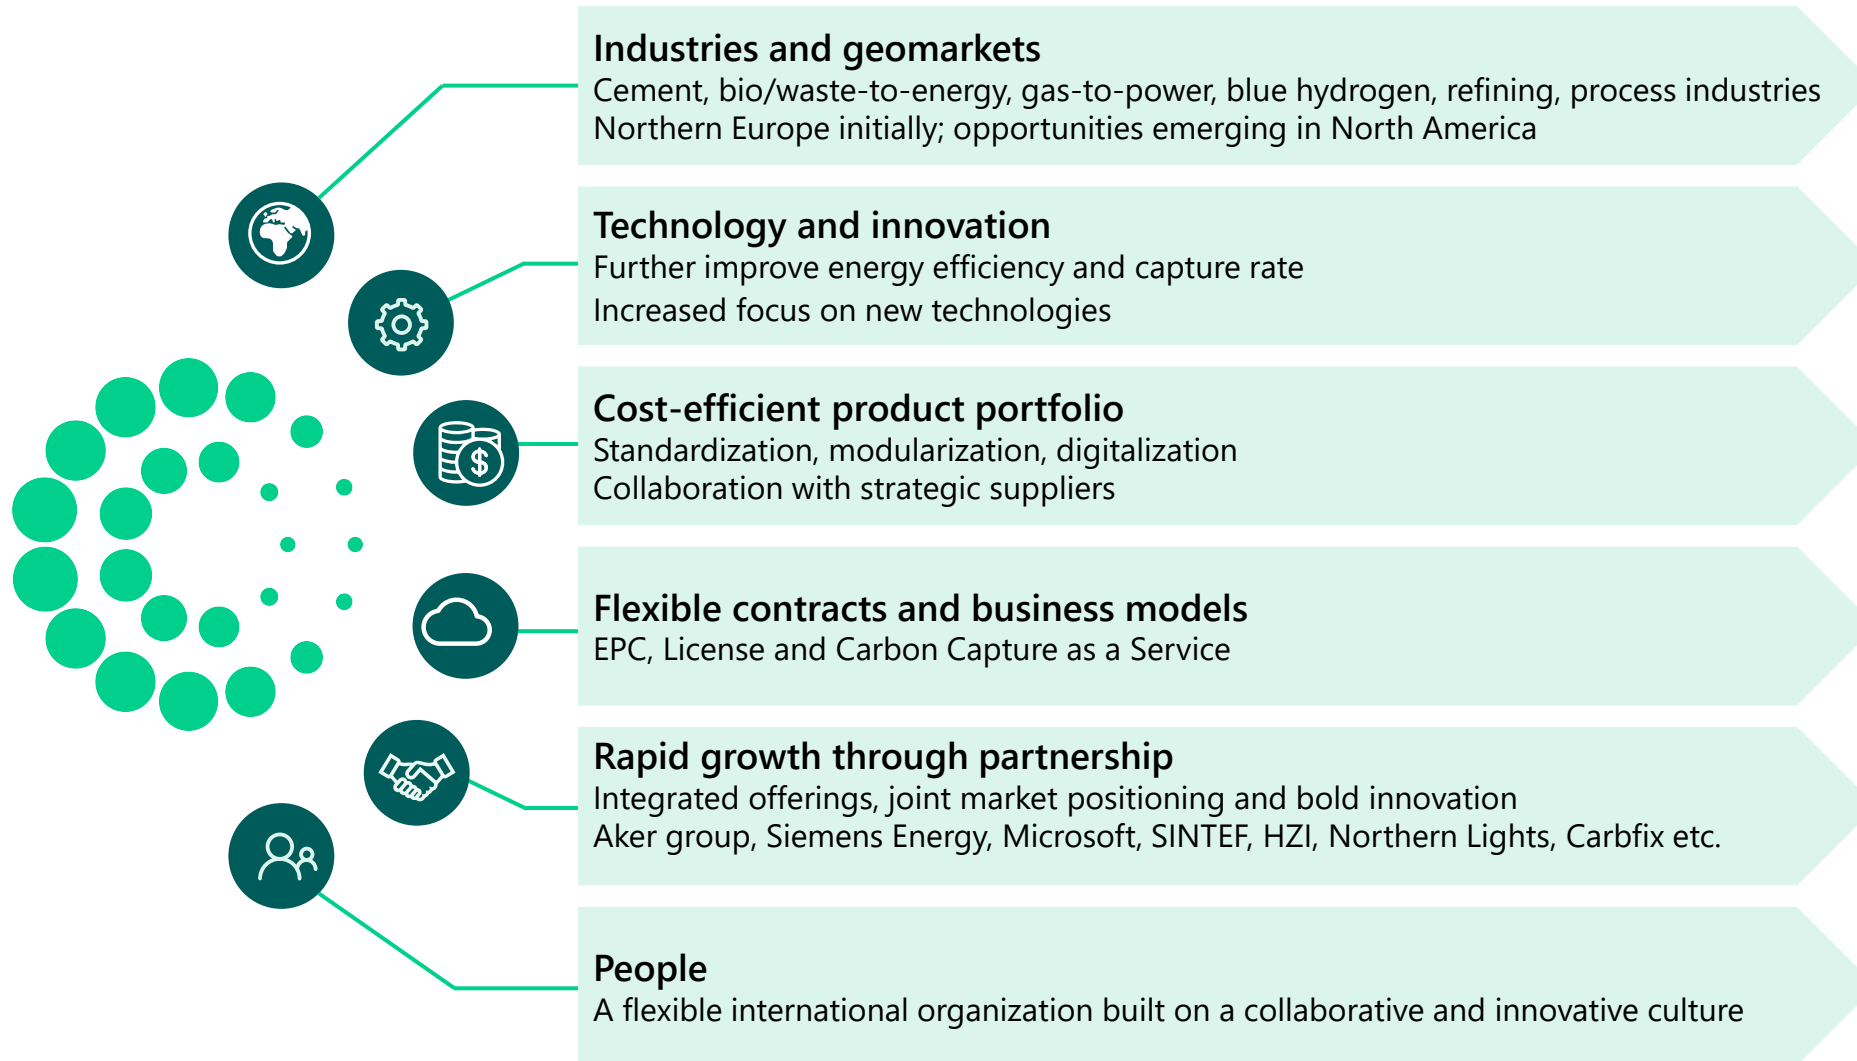 Industries and geomarkets
Cement, bio/waste-to-energy, gas-to-power, blue hydrogen, refining, process industries
Northern Europe initially; opportunities emerging in North America
Technology and innovation
Further improve energy efficiency and capture rate
Increased focus on new technologies
Cost-efficient product portfolio
Standardization, modularization, digitalization
Collaboration with strategic suppliers
$
Flexible contracts and business models
EPC, License and Carbon Capture as a Service
Rapid growth through partnership
Integrated offerings, joint market positioning and bold innovation
Aker group, Siemens Energy, Microsoft, SINTEF, HZI, Northern Lights, Carbfix etc.
People
A flexible international organization built on a collaborative and innovative culture